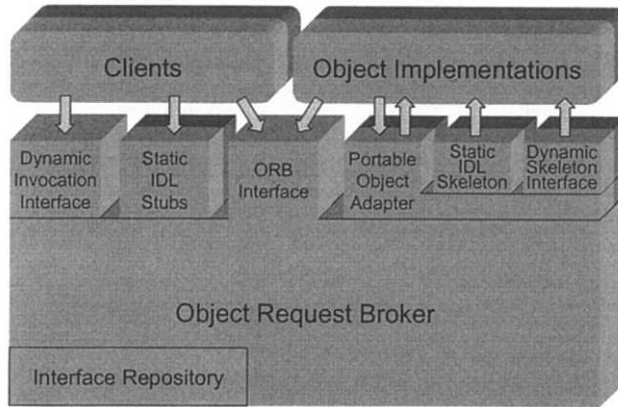 Clients
Object Implementations
Dynamic
Invocation
Interface
Static
IDL
Stubs
ORB
Interface
Portable
Object
Adapter
Static
IDL
Skeleton
Dynamic
Skeleton
Interface
Object Request Broker
Interface Repository